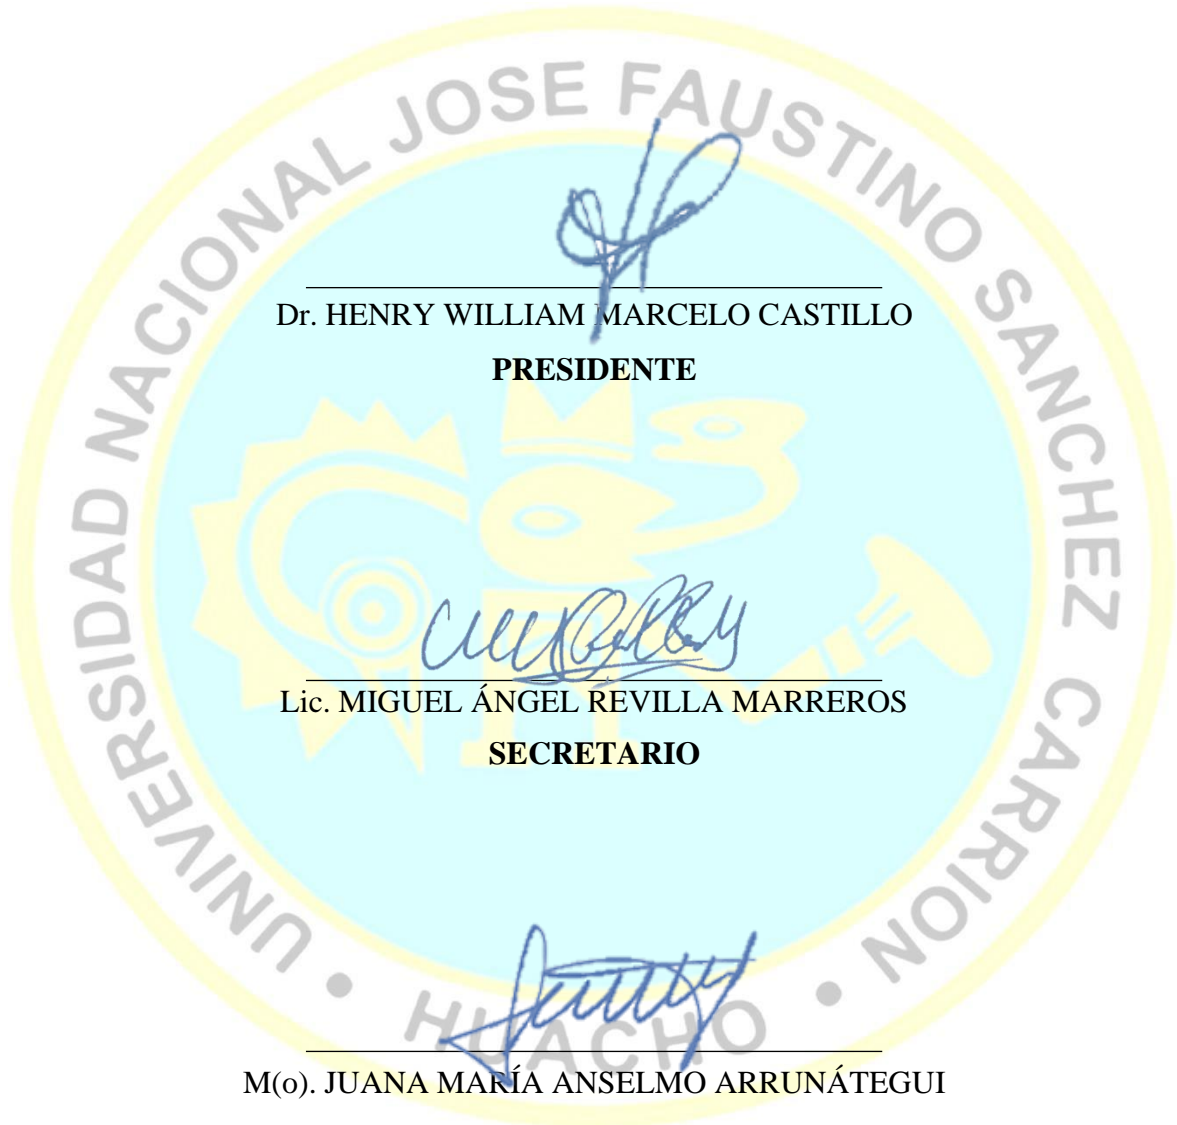 UNIVERSIDAD NACIONAL JOSE FAUSTINO SANCHEZ CARRION
• HUACHO •
Dr. HENRY WILLIAM MARCELO CASTILLO
PRESIDENTE
Lic. MIGUEL ÁNGEL REVILLA MARREROS
SECRETARIO
M(o). JUANA MARÍA ANSELMO ARRUNÁTEGUI